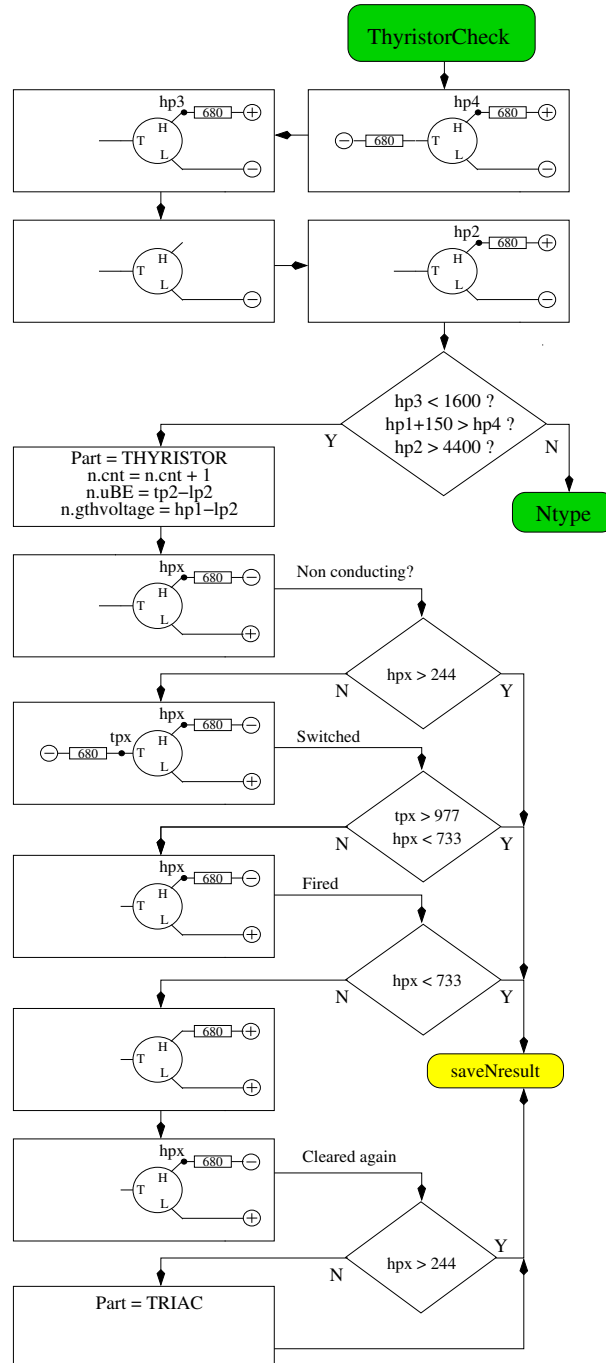 ThyristorCheck
hp3
H
680
+
T
L
−
hp4
H
680
+
−
680
T
L
−
H
T
L
−
hp2
H
680
+
T
L
−
hp3 < 1600 ?
hp1+150 > hp4 ?
hp2 > 4400 ?
Y
N
Part = THYRISTOR
n.cnt = n.cnt + 1
n.uBE = tp2−lp2
n.gthvoltage = hp1−lp2
Ntype
hpx
H
680
−
T
L
+
Non conducting?
hpx > 244
N
Y
hpx
H
680
−
tpx
−
680
T
L
+
Switched
tpx > 977
hpx < 733
N
Y
hpx
H
680
−
T
L
+
Fired
hpx < 733
N
Y
H
680
+
T
L
+
saveNresult
hpx
H
680
−
T
L
+
Cleared again
hpx > 244
N
Y
Part = TRIAC